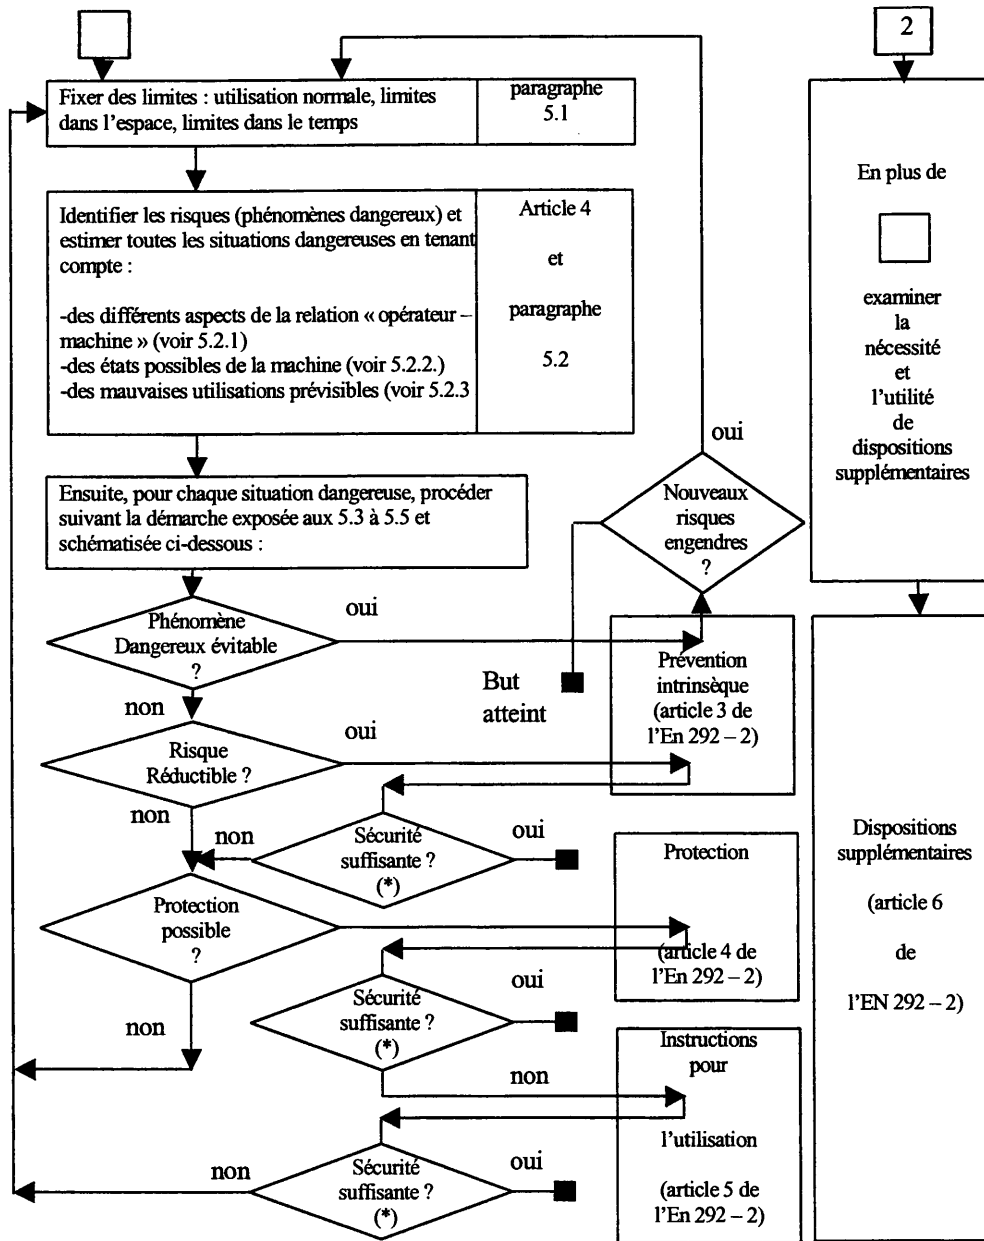 2
Fixer des limites : utilisation normale, limites
dans l'espace, limites dans le temps
paragraphe
5.1
Identifier les risques (phénomènes dangereux) et
estimer toutes les situations dangereuses en tenant
compte :
-des différents aspects de la relation « opérateur –
machine » (voir 5.2.1)
-des états possibles de la machine (voir 5.2.2.)
-des mauvaises utilisations prévisibles (voir 5.2.3
Article 4
et
paragraphe
5.2
Ensuite, pour chaque situation dangereuse, procéder
suivant la démarche exposée aux 5.3 à 5.5 et
schématisée ci-dessous :
oui
Nouveaux
risques
engendres
?
Phénomène
Dangereux évitable
?
oui
non
But
atteint
Prévention
intrinsèque
(article 3 de
l'En 292 – 2)
Risque
Réductible ?
oui
non
Sécurité
suffisante ?
(*)
non
oui
Protection
possible
?
non
Protection
(article 4 de
l'En 292 – 2)
Sécurité
suffisante ?
(*)
oui
non
Instructions
pour
l'utilisation
(article 5 de
l'En 292 – 2)
Sécurité
suffisante ?
(*)
non
oui
En plus de
examiner
la
nécessité
et
l'utilité
de
dispositions
supplémentaires
Dispositions
supplémentaires
(article 6
de
l'EN 292 – 2)